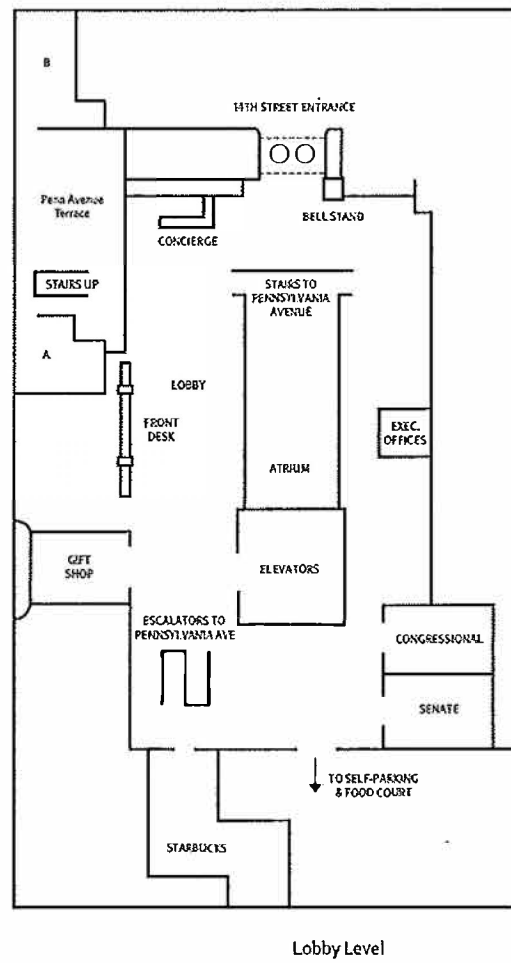 B
14TH STREET ENTRANCE
Penn Avenue
Terrace
BELL STAND
CONCIERGE
STAIRS UP
STAIRS TO
PENNSYLVANIA
AVENUE
A
LOBBY
FRONT
DESK
EXEC.
OFFICES
ATRIUM
GIFT
SHOP
ELEVATORS
ESCALATORS TO
PENNSYLVANIA AVE
CONGRESSIONAL
SENATE
TO SELF-PARKING
& FOOD COURT
STARBUCKS
Lobby Level